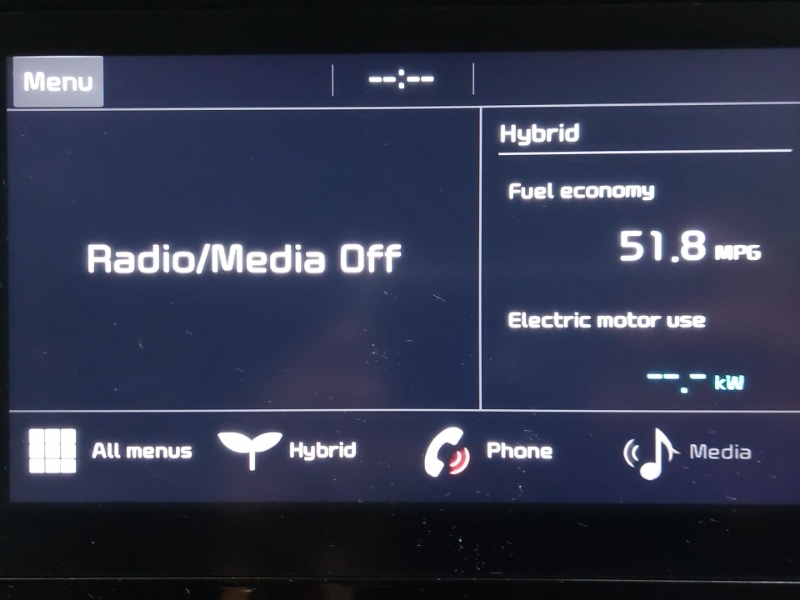 Menu
--:--
Radio/Media Off
Hybrid
Fuel economy
51.8 MPG
Electric motor use
--.- kW
All menus
Hybrid
Phone
Media